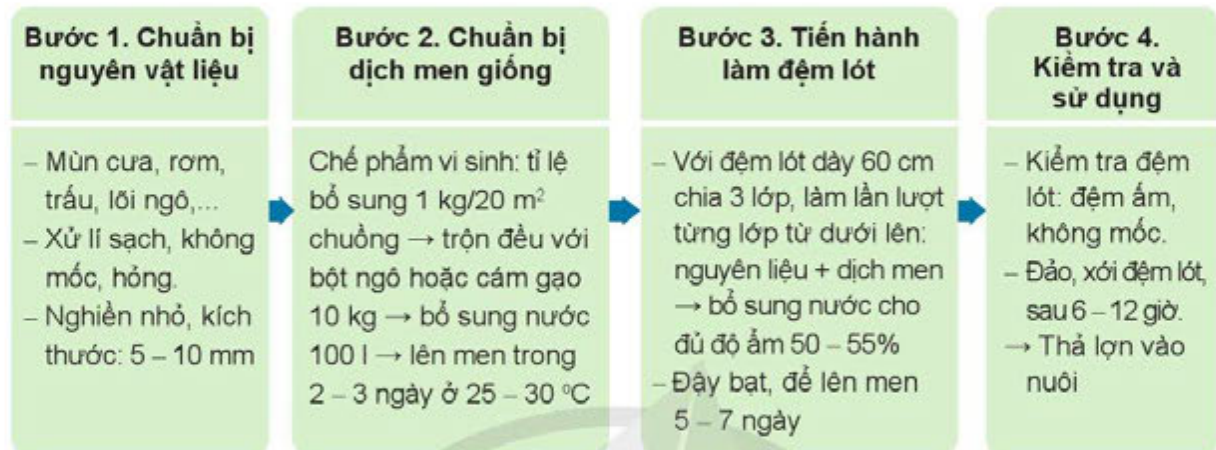 Bước 1. Chuẩn bị
nguyên vật liệu
– Mùn cưa, rơm,
trấu, lõi ngô,...
– Xử lí sạch, không
mốc, hỏng.
– Nghiền nhỏ, kích
thước: 5 – 10 mm
Bước 2. Chuẩn bị
dịch men giống
Chế phẩm vi sinh: tỉ lệ
bổ sung 1 kg/20 m²
chuồng → trộn đều với
bột ngô hoặc cám gạo
10 kg → bổ sung nước
100 l → lên men trong
2 – 3 ngày ở 25 – 30 °C
Bước 3. Tiến hành
làm đệm lót
– Với đệm lót dày 60 cm
chia 3 lớp, làm lần lượt
từng lớp từ dưới lên:
nguyên liệu + dịch men
→ bổ sung nước cho
đủ độ ẩm 50 – 55%
– Đậy bạt, để lên men
5 – 7 ngày
Bước 4.
Kiểm tra và
sử dụng
– Kiểm tra đệm
lót: đệm ấm,
không mốc.
– Đảo, xới đệm lót,
sau 6 – 12 giờ.
→ Thả lợn vào
nuôi